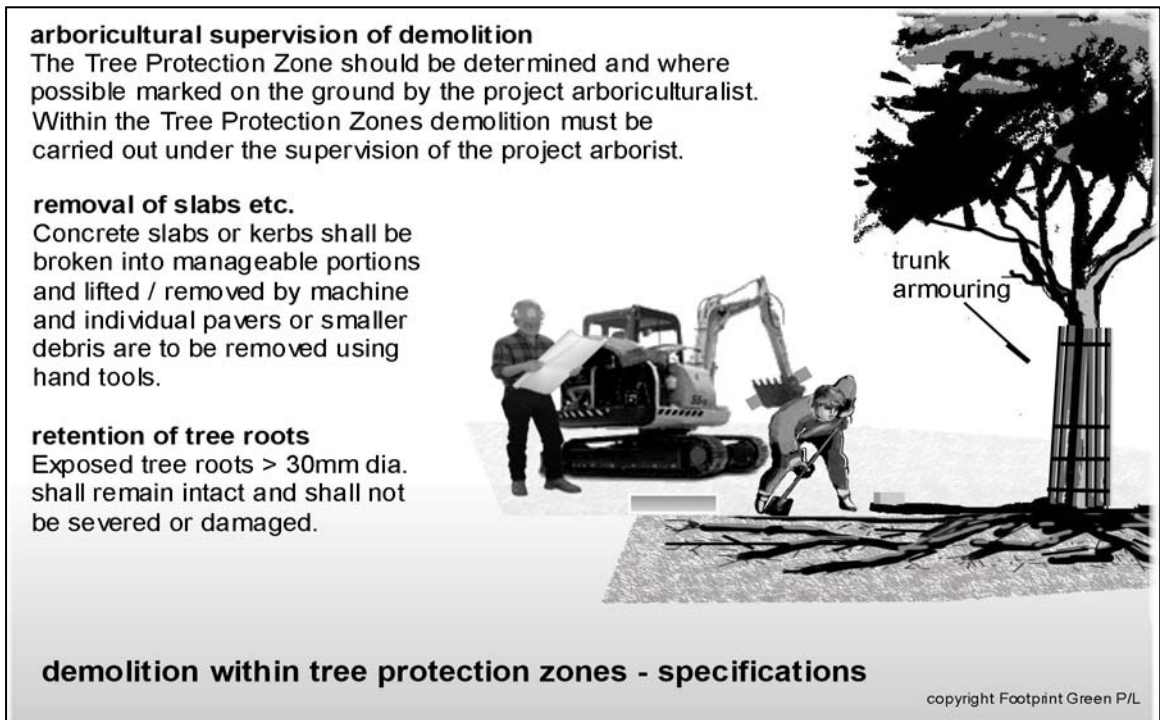 arboricultural supervision of demolition
The Tree Protection Zone should be determined and where
possible marked on the ground by the project arboriculturalist.
Within the Tree Protection Zones demolition must be
carried out under the supervision of the project arborist.
removal of slabs etc.
Concrete slabs or kerbs shall be
broken into manageable portions
and lifted / removed by machine
and individual pavers or smaller
debris are to be removed using
hand tools.
trunk
armouring
retention of tree roots
Exposed tree roots > 30mm dia.
shall remain intact and shall not
be severed or damaged.
demolition within tree protection zones - specifications
copyright Footprint Green P/L